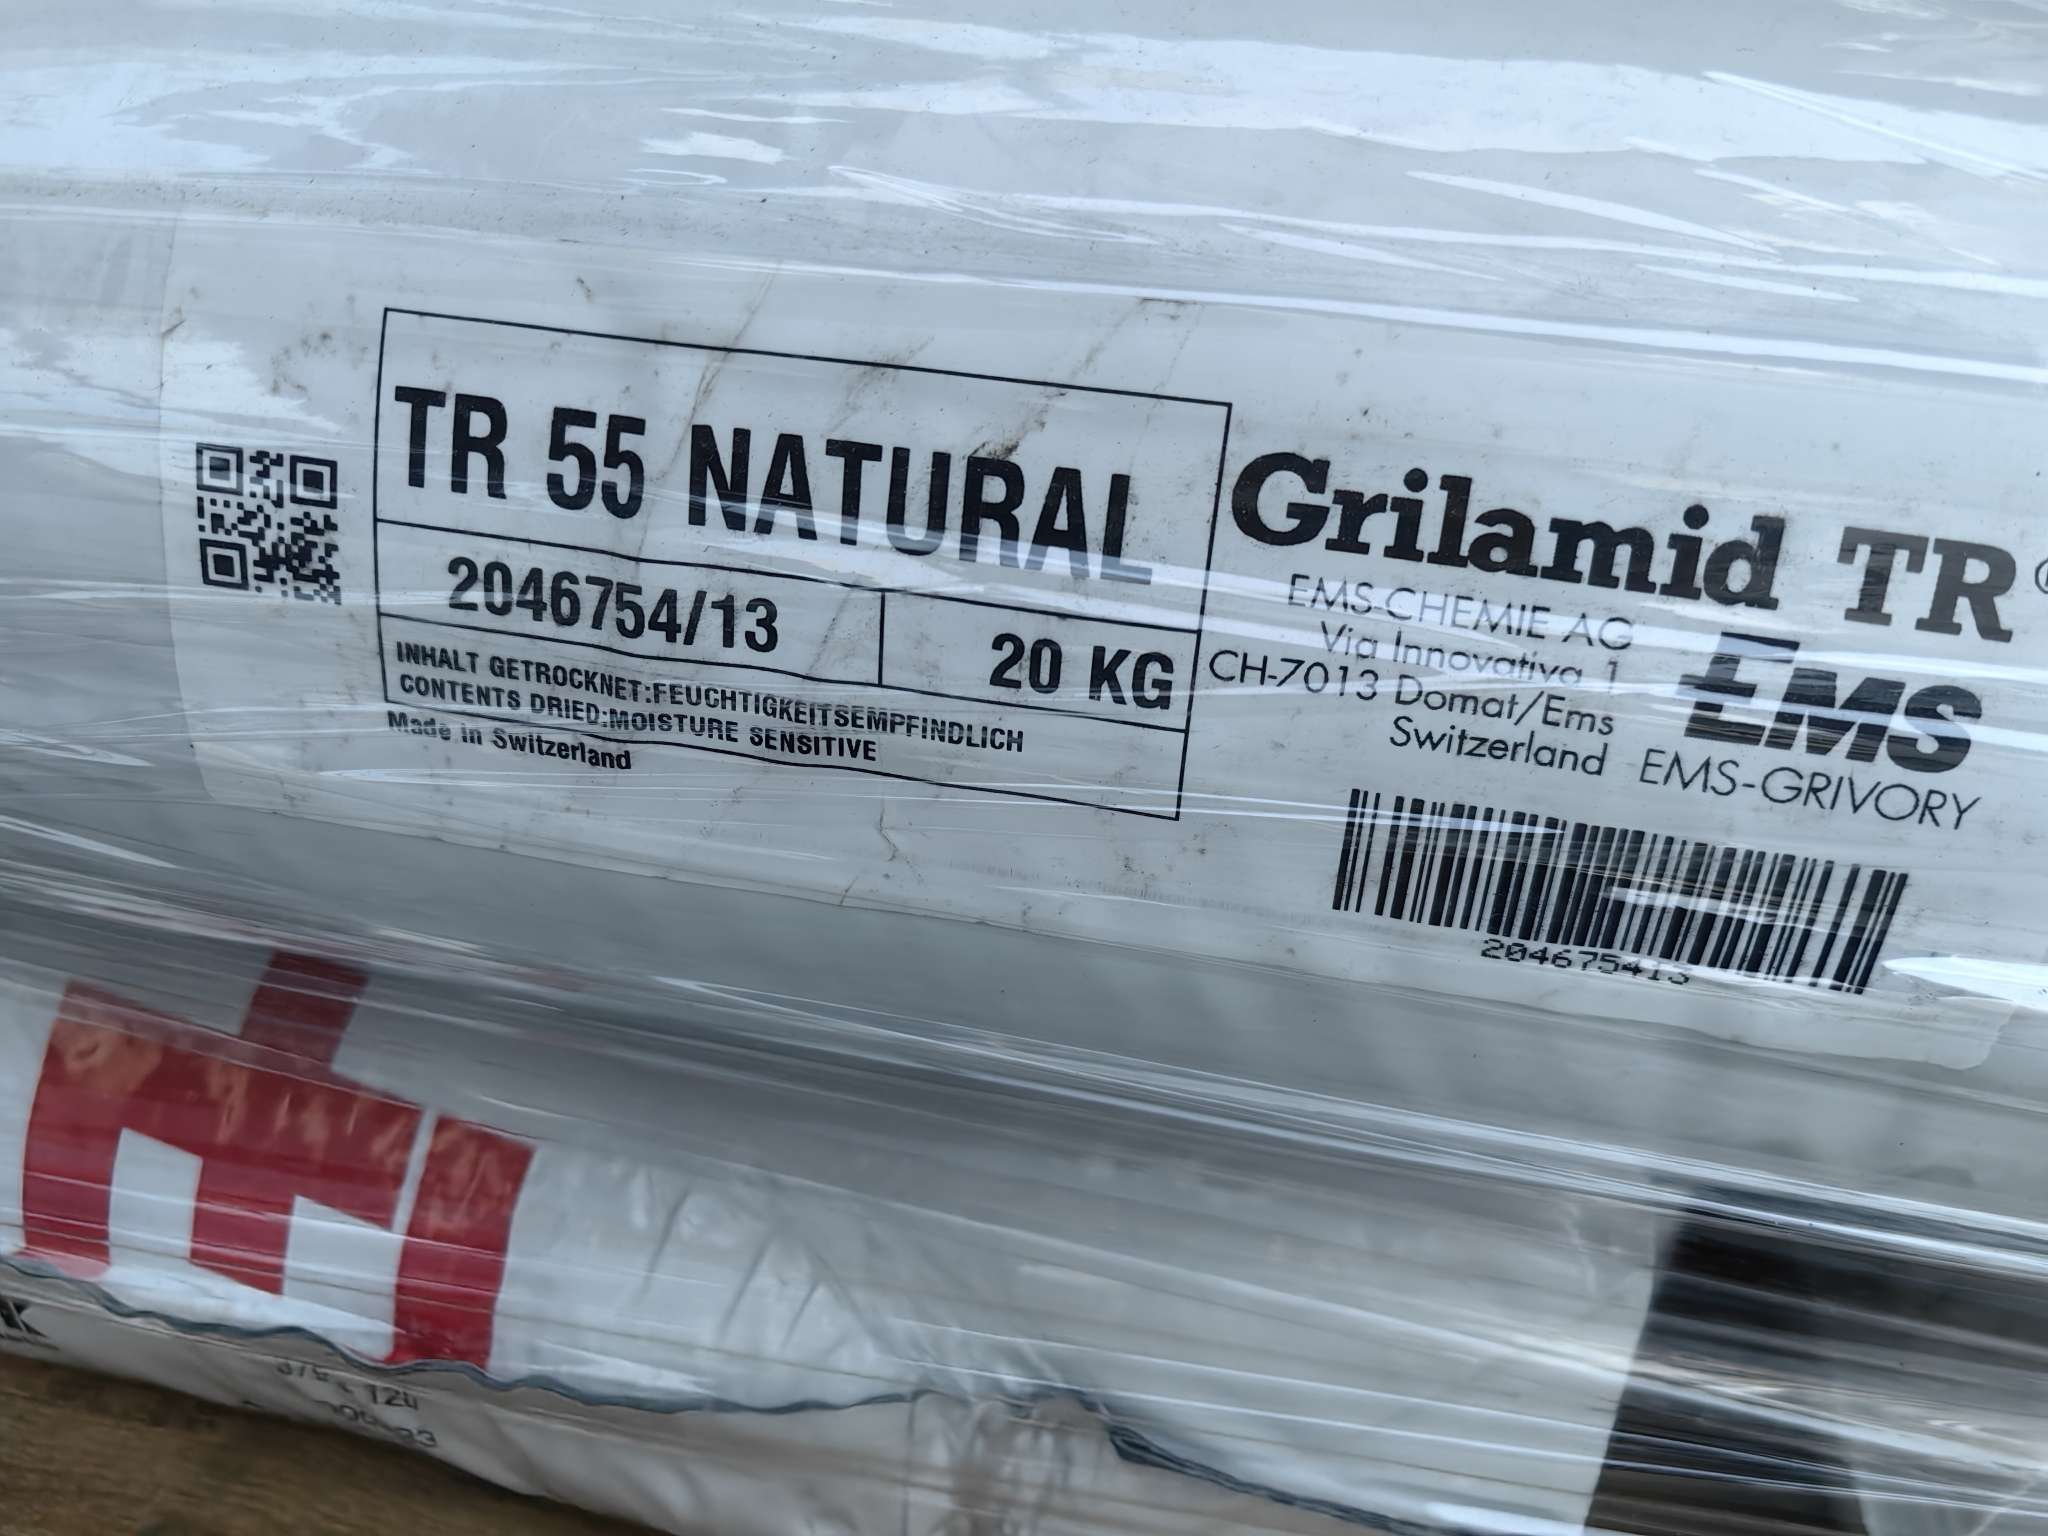 TR 55 NATURAL
2046754/13
20 KG
INHALT GETROCKNET:FEUCHTIGKEITSEMPFINDLICH
CONTENTS DRIED:MOISTURE SENSITIVE
Made in Switzerland
Grilamid TR®
EMS-CHEMIE AG
Via Innovativa 1
CH-7013 Domat/Ems
Switzerland
EMS
EMS-GRIVORY
204675413